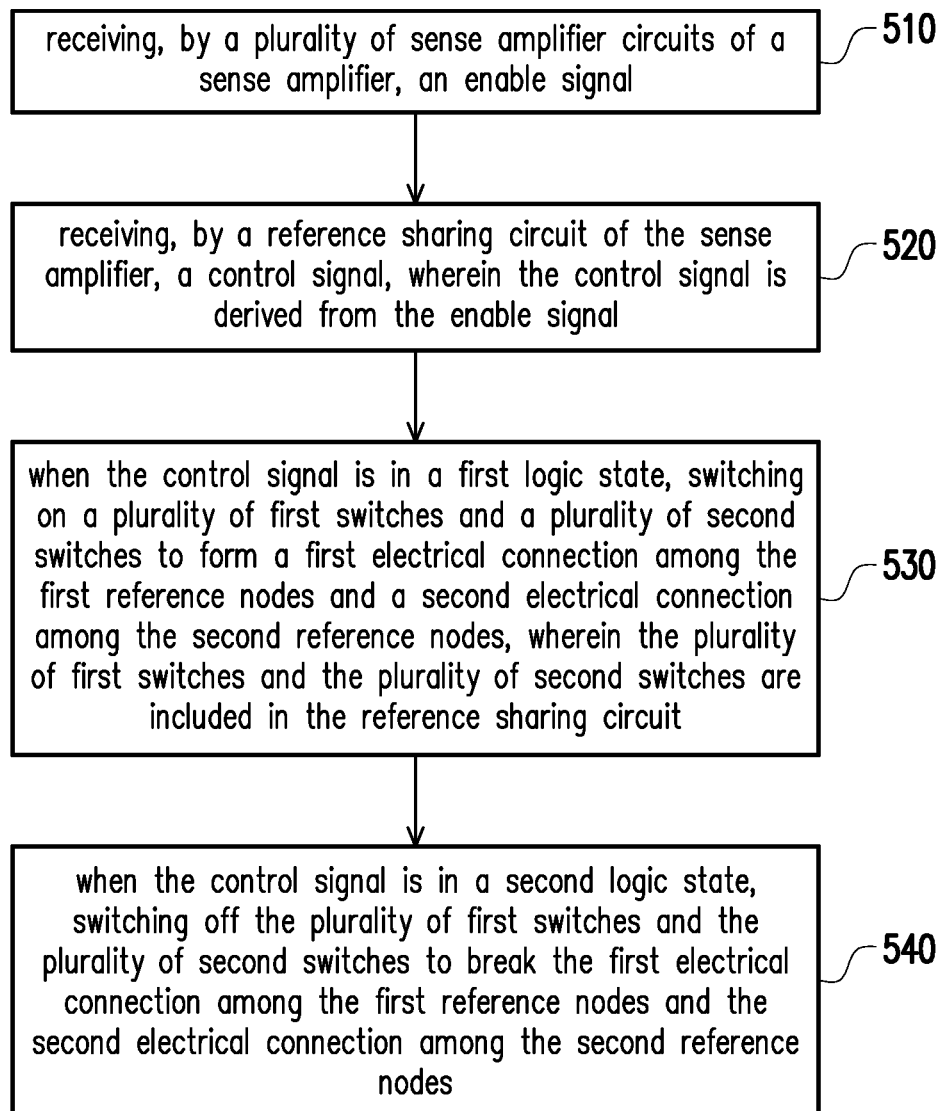 receiving, by a plurality of sense amplifier circuits of a
sense amplifier, an enable signal
510
receiving, by a reference sharing circuit of the sense
amplifier, a control signal, wherein the control signal is
derived from the enable signal
520
when the control signal is in a first logic state, switching
on a plurality of first switches and a plurality of second
switches to form a first electrical connection among the
first reference nodes and a second electrical connection
among the second reference nodes, wherein the plurality
of first switches and the plurality of second switches are
included in the reference sharing circuit
530
when the control signal is in a second logic state,
switching off the plurality of first switches and the
plurality of second switches to break the first electrical
connection among the first reference nodes and the
second electrical connection among the second reference
nodes
540